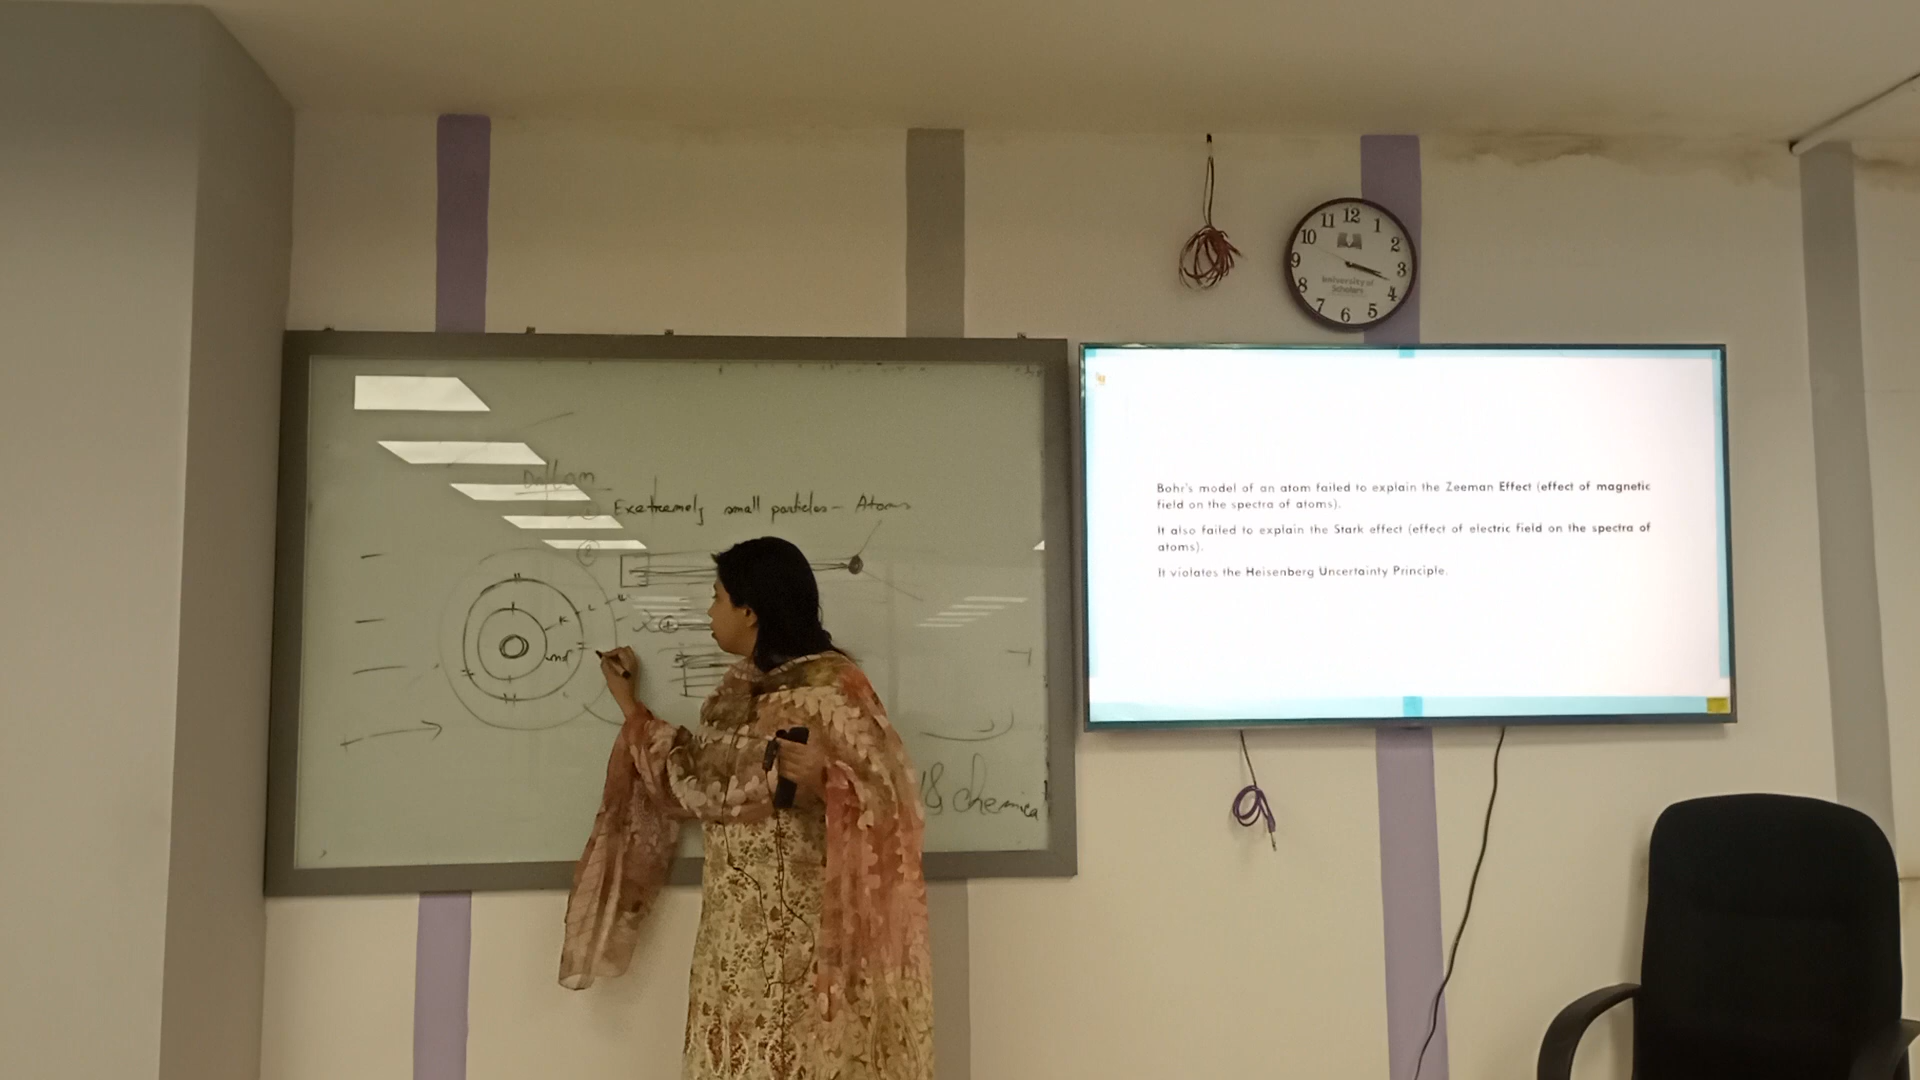 11 12 1
10 2
9 3
8 4
7 6 5
University of
Scholars
Dalton
① Exetremely small particles - Atoms
②
K L
& chemica
Bohr's model of an atom failed to explain the Zeeman Effect (effect of magnetic
field on the spectra of atoms).
It also failed to explain the Stark effect (effect of electric field on the spectra of
atoms).
It violates the Heisenberg Uncertainty Principle.